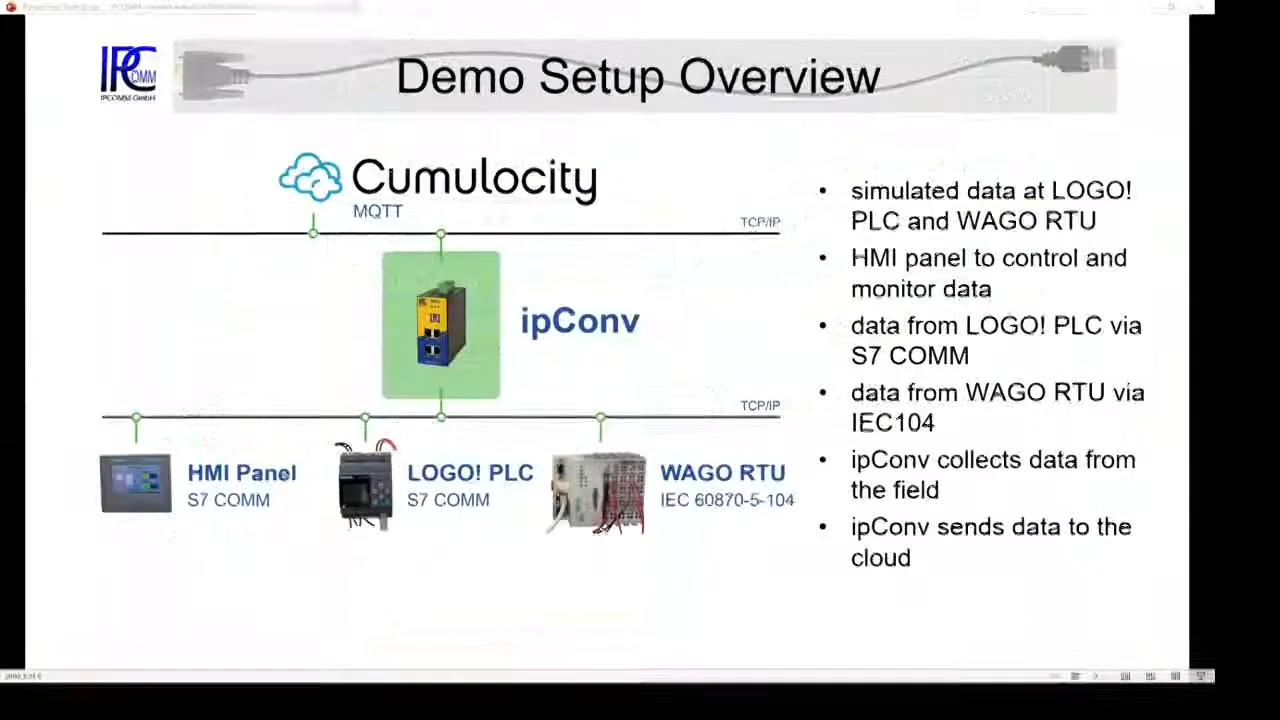 IPCOMM
IPCOMM GmbH
Demo Setup Overview
Cumulocity
MQTT
TCP/IP
ipConv
TCP/IP
HMI Panel
S7 COMM
LOGO! PLC
S7 COMM
WAGO RTU
IEC 60870-5-104
• simulated data at LOGO!
PLC and WAGO RTU
• HMI panel to control and
monitor data
• data from LOGO! PLC via
S7 COMM
• data from WAGO RTU via
IEC104
• ipConv collects data from
the field
• ipConv sends data to the
cloud